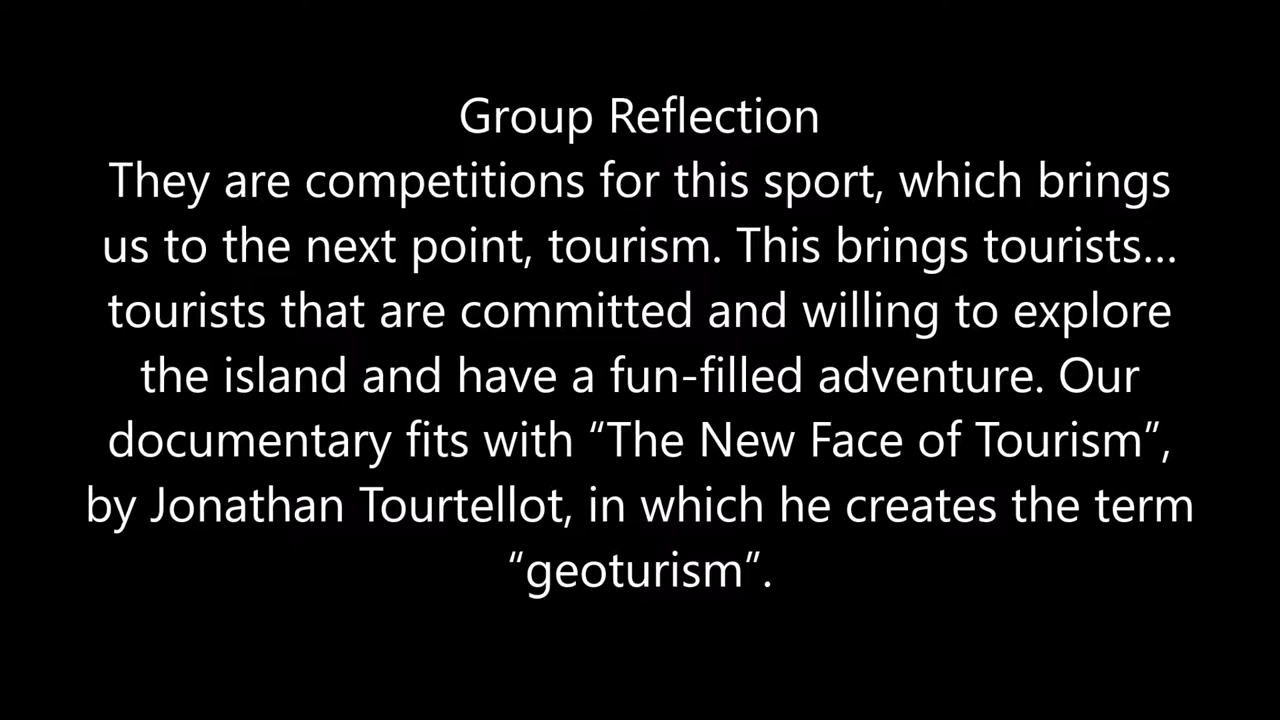 Group Reflection
They are competitions for this sport, which brings
us to the next point, tourism. This brings tourists...
tourists that are committed and willing to explore
the island and have a fun-filled adventure. Our
documentary fits with “The New Face of Tourism”,
by Jonathan Tourtellot, in which he creates the term
“geoturism”.